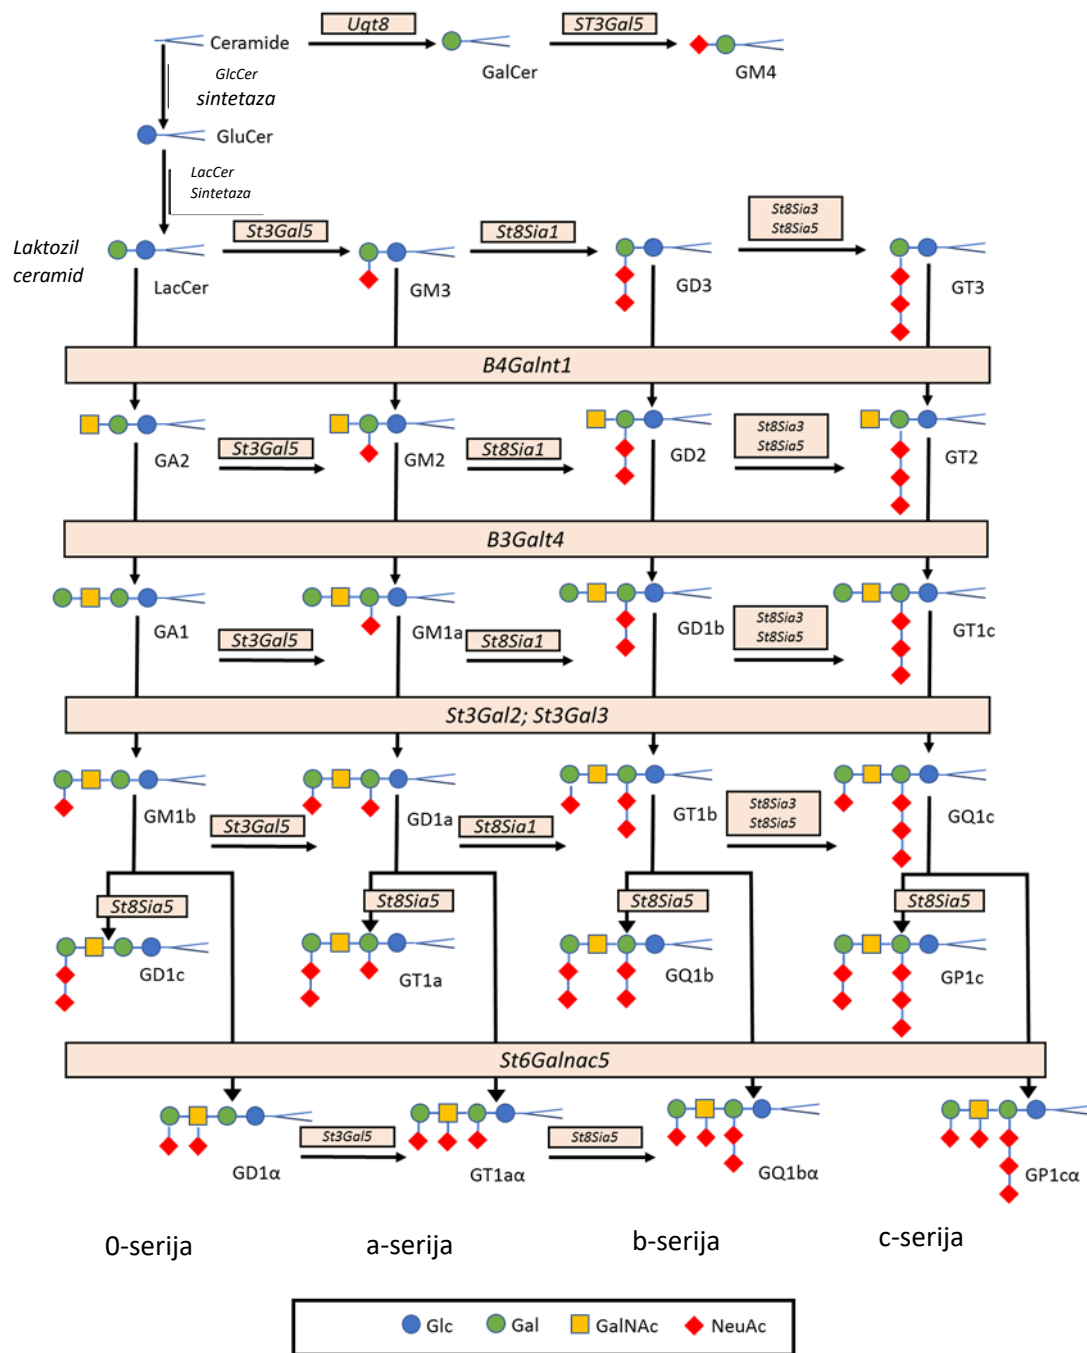 Ceramide
Ugt8
GalCer
ST3Gal5
GM4
GlcCer
sintetaza
GluCer
LacCer
Sintetaza
Laktozil
ceramid
LacCer
St3Gal5
GM3
St8Sia1
GD3
St8Sia3
St8Sia5
GT3
B4Galnt1
GA2
St3Gal5
GM2
St8Sia1
GD2
St8Sia3
St8Sia5
GT2
B3Galt4
GA1
St3Gal5
GM1a
St8Sia1
GD1b
St8Sia3
St8Sia5
GT1c
St3Gal2; St3Gal3
GM1b
St3Gal5
GD1a
St8Sia1
GT1b
St8Sia3
St8Sia5
GQ1c
St8Sia5
St8Sia5
St8Sia5
St8Sia5
GD1c
GT1a
GQ1b
GP1c
St6Galnac5
GD1α
St3Gal5
GT1aα
St8Sia5
GQ1bα
GP1cα
0-serija
a-serija
b-serija
c-serija
Glc
Gal
GalNAc
NeuAc